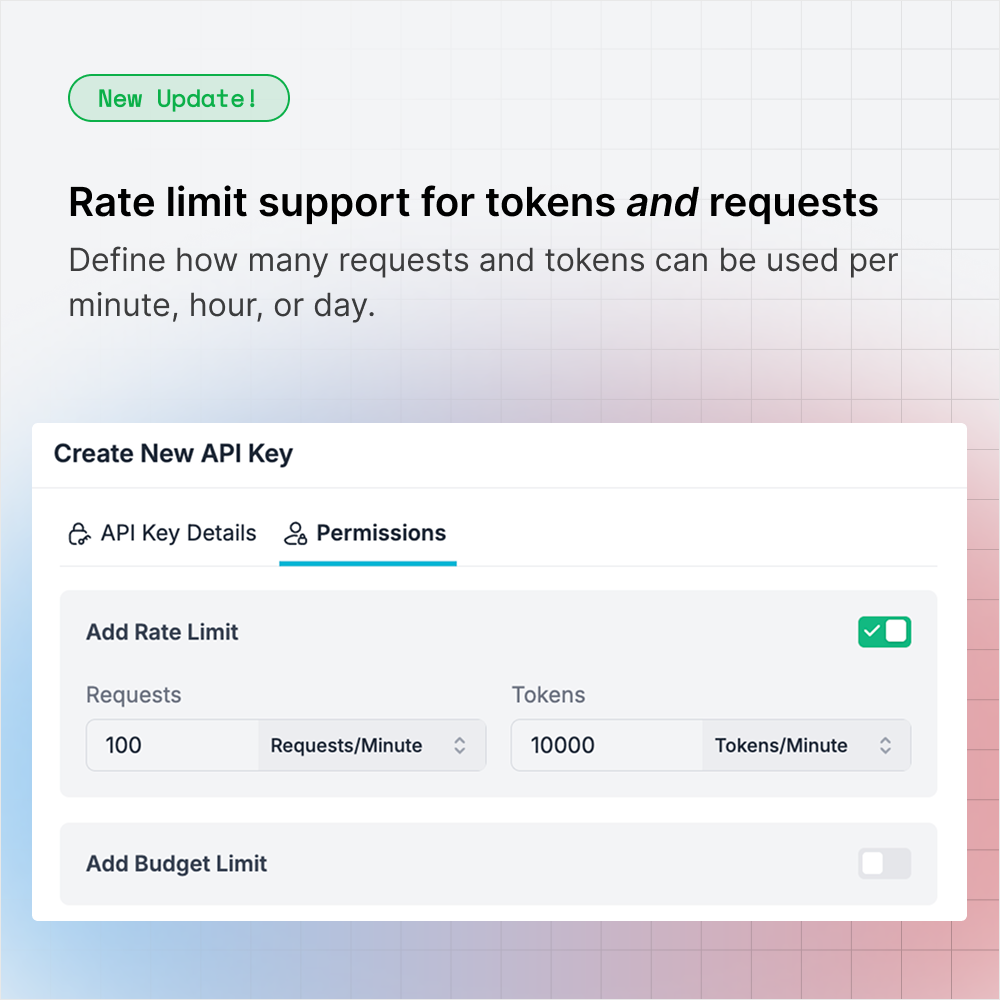 New Update!
Rate limit support for tokens and requests
Define how many requests and tokens can be used per
minute, hour, or day.
Create New API Key
API Key Details Permissions
Add Rate Limit
Requests Tokens
100 Requests/Minute 10000 Tokens/Minute
Add Budget Limit